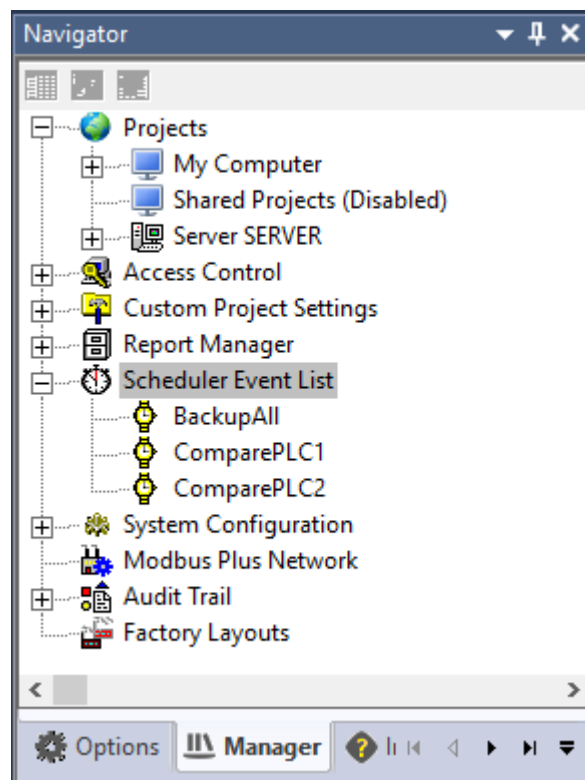 Navigator
Projects
My Computer
Shared Projects (Disabled)
Server SERVER
Access Control
Custom Project Settings
Report Manager
Scheduler Event List
BackupAll
ComparePLC1
ComparePLC2
System Configuration
Modbus Plus Network
Audit Trail
Factory Layouts
Options Manager